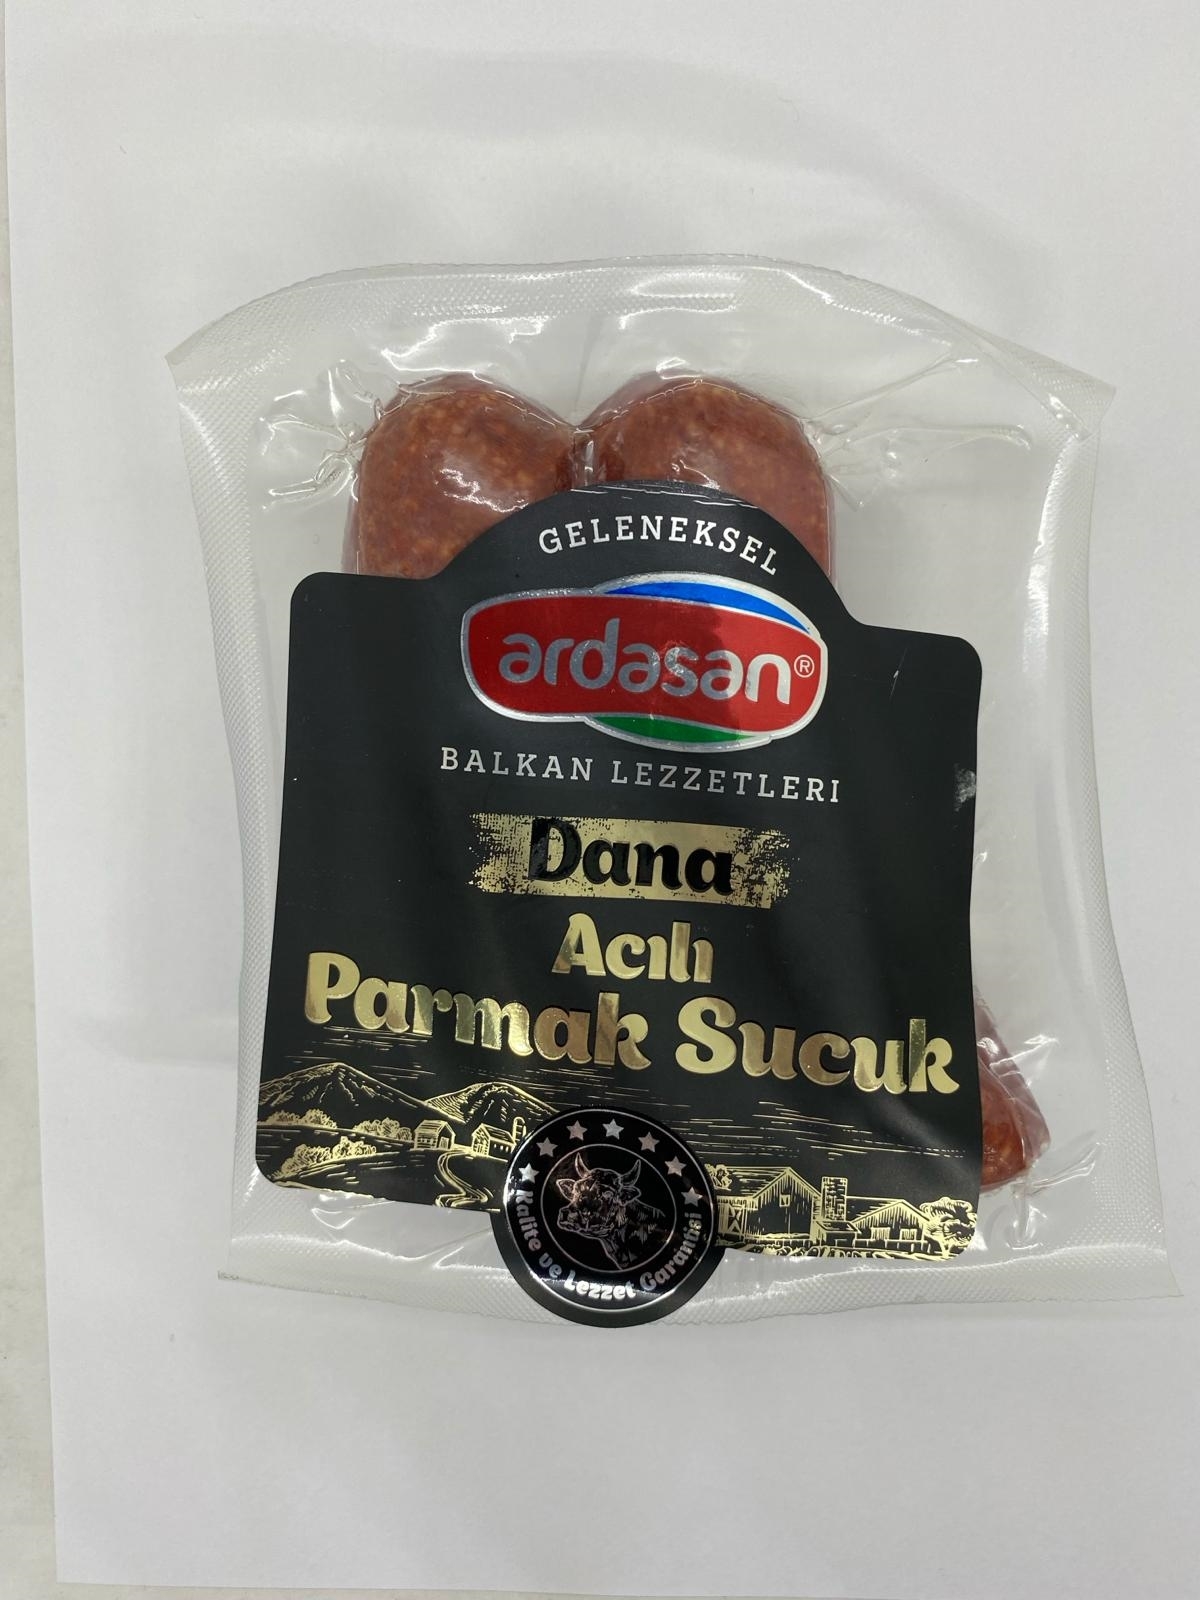 GELENEKSEL
ardasan®
BALKAN LEZZETLERI
Dana
Acılı
Parmak Sucuk
Kalite ve Lezzet Garantisi